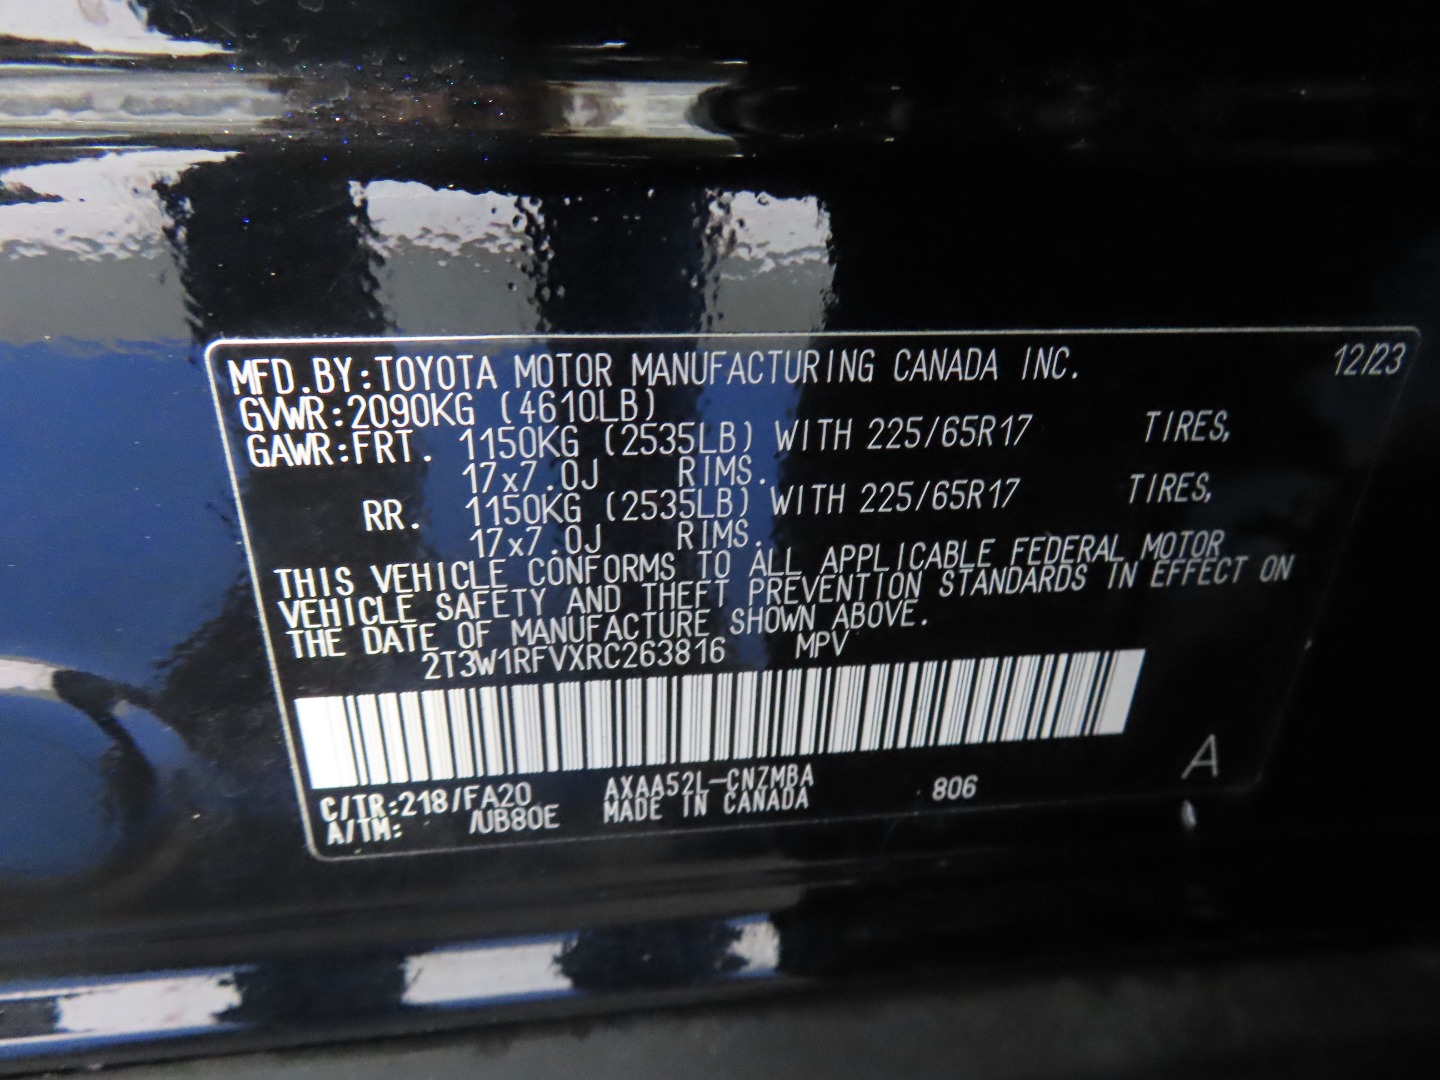 MFD.BY:TOYOTA MOTOR MANUFACTURING CANADA INC. 12/23
GVWR:2090KG (4610LB)
GAWR:FRT. 1150KG (2535LB) WITH 225/65R17 TIRES,
17x7.0J RIMS.
RR. 1150KG (2535LB) WITH 225/65R17 TIRES,
17x7.0J RIMS.
THIS VEHICLE CONFORMS TO ALL APPLICABLE FEDERAL MOTOR
VEHICLE SAFETY AND THEFT PREVENTION STANDARDS IN EFFECT ON
THE DATE OF MANUFACTURE SHOWN ABOVE.
2T3W1RFVXRC263816 MPV
A
C/TR:218/FA20 AXAA52L-CNZMBA 806
A/TM: /UB80E MADE IN CANADA